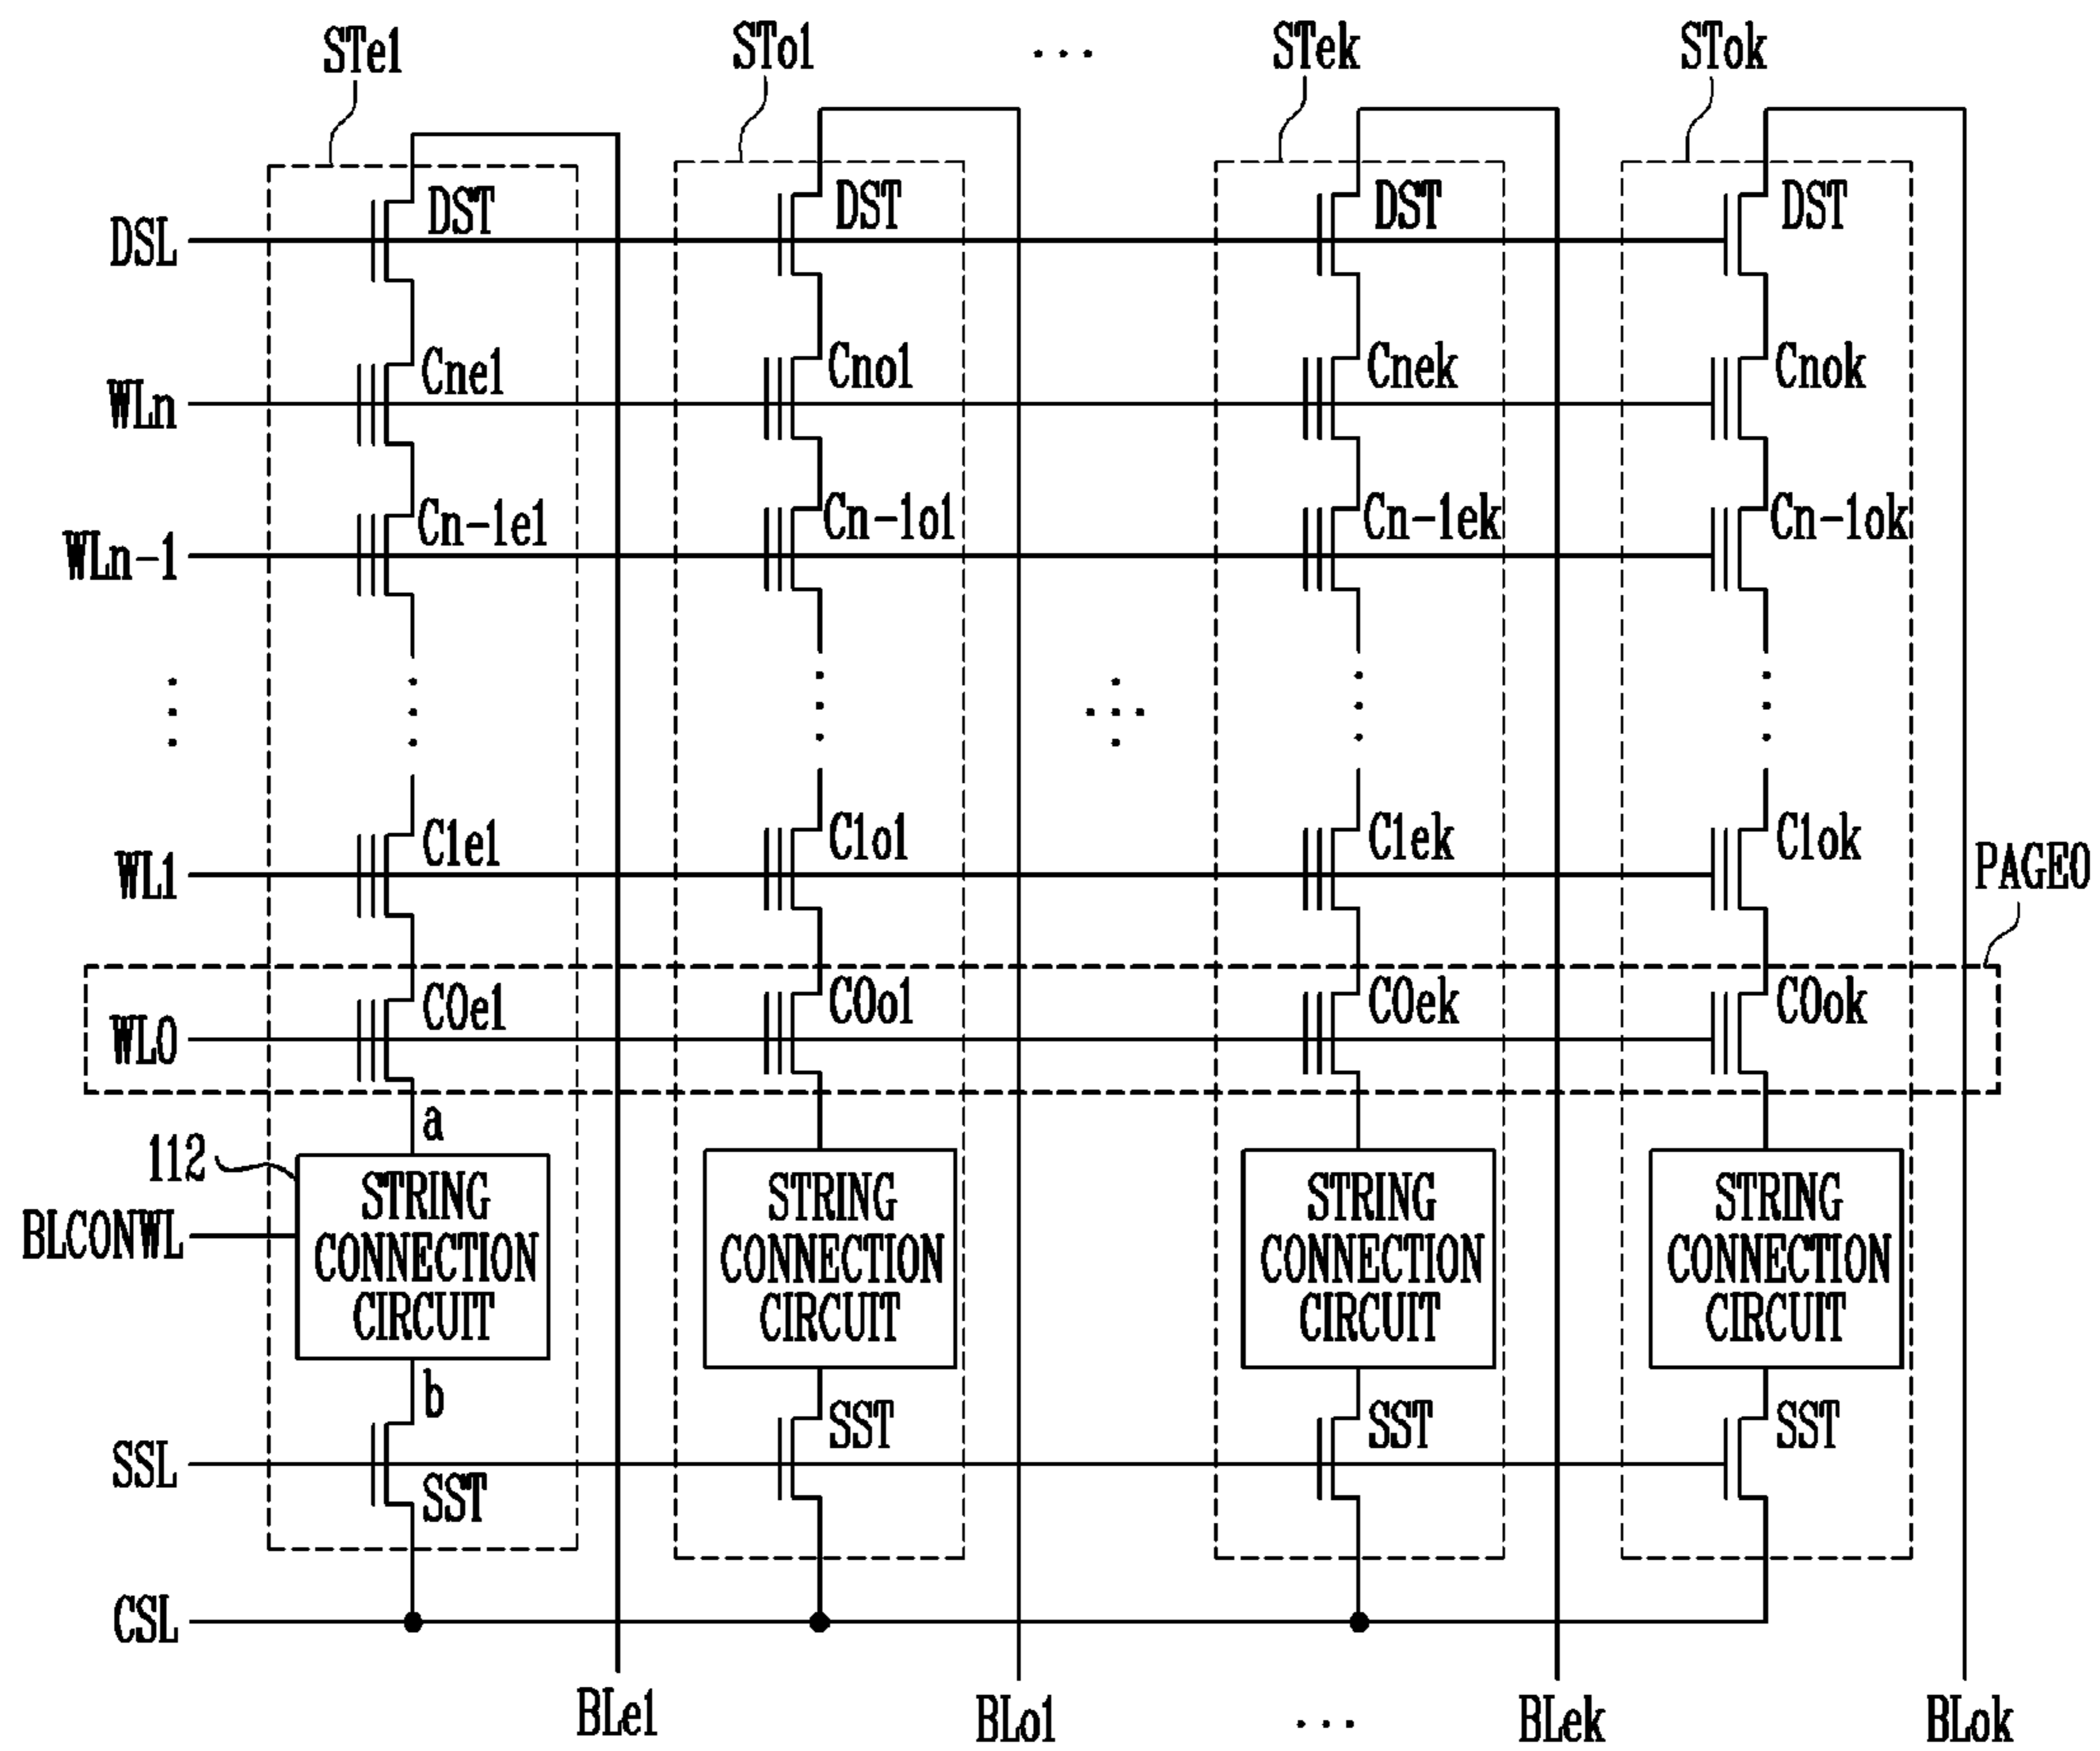 STe1 STo1 ... STek STok
DST DST DST DST
DSL
Cne1 Cno1 Cnek Cnok
WLn
Cn-1e1 Cn-1o1 Cn-1ek Cn-1ok
WLn-1
C1e1 C1o1 C1ek C1ok
WL1
PAGE0
C0e1 C0o1 C0ek C0ok
WL0
a
112
STRING STRING STRING STRING
CONNECTION CONNECTION CONNECTION CONNECTION
CIRCUIT CIRCUIT CIRCUIT CIRCUIT
BLCONWL
b
SST SST SST SST
SSL
CSL
BLe1 BLo1 ... BLek BLok